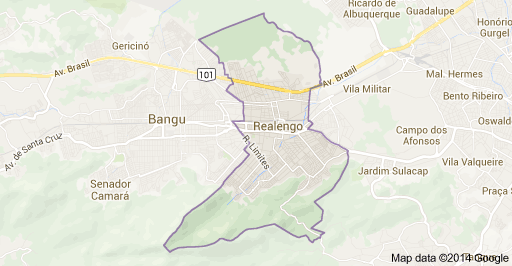 Ricardo de
Albuquerque
Guadalupe
Honório
Gurgel
Gericinó
Av. Brasil
101
Av. Brasil
Mal. Hermes
Vila Militar
Bento Ribeiro
Bangu
Realengo
Campo dos
Afonsos
Oswaldo
Av. de Santa Cruz
R. Limites
Vila Valqueire
Jardim Sulacap
Senador
Camará
Praça S
Map data ©2014 Google